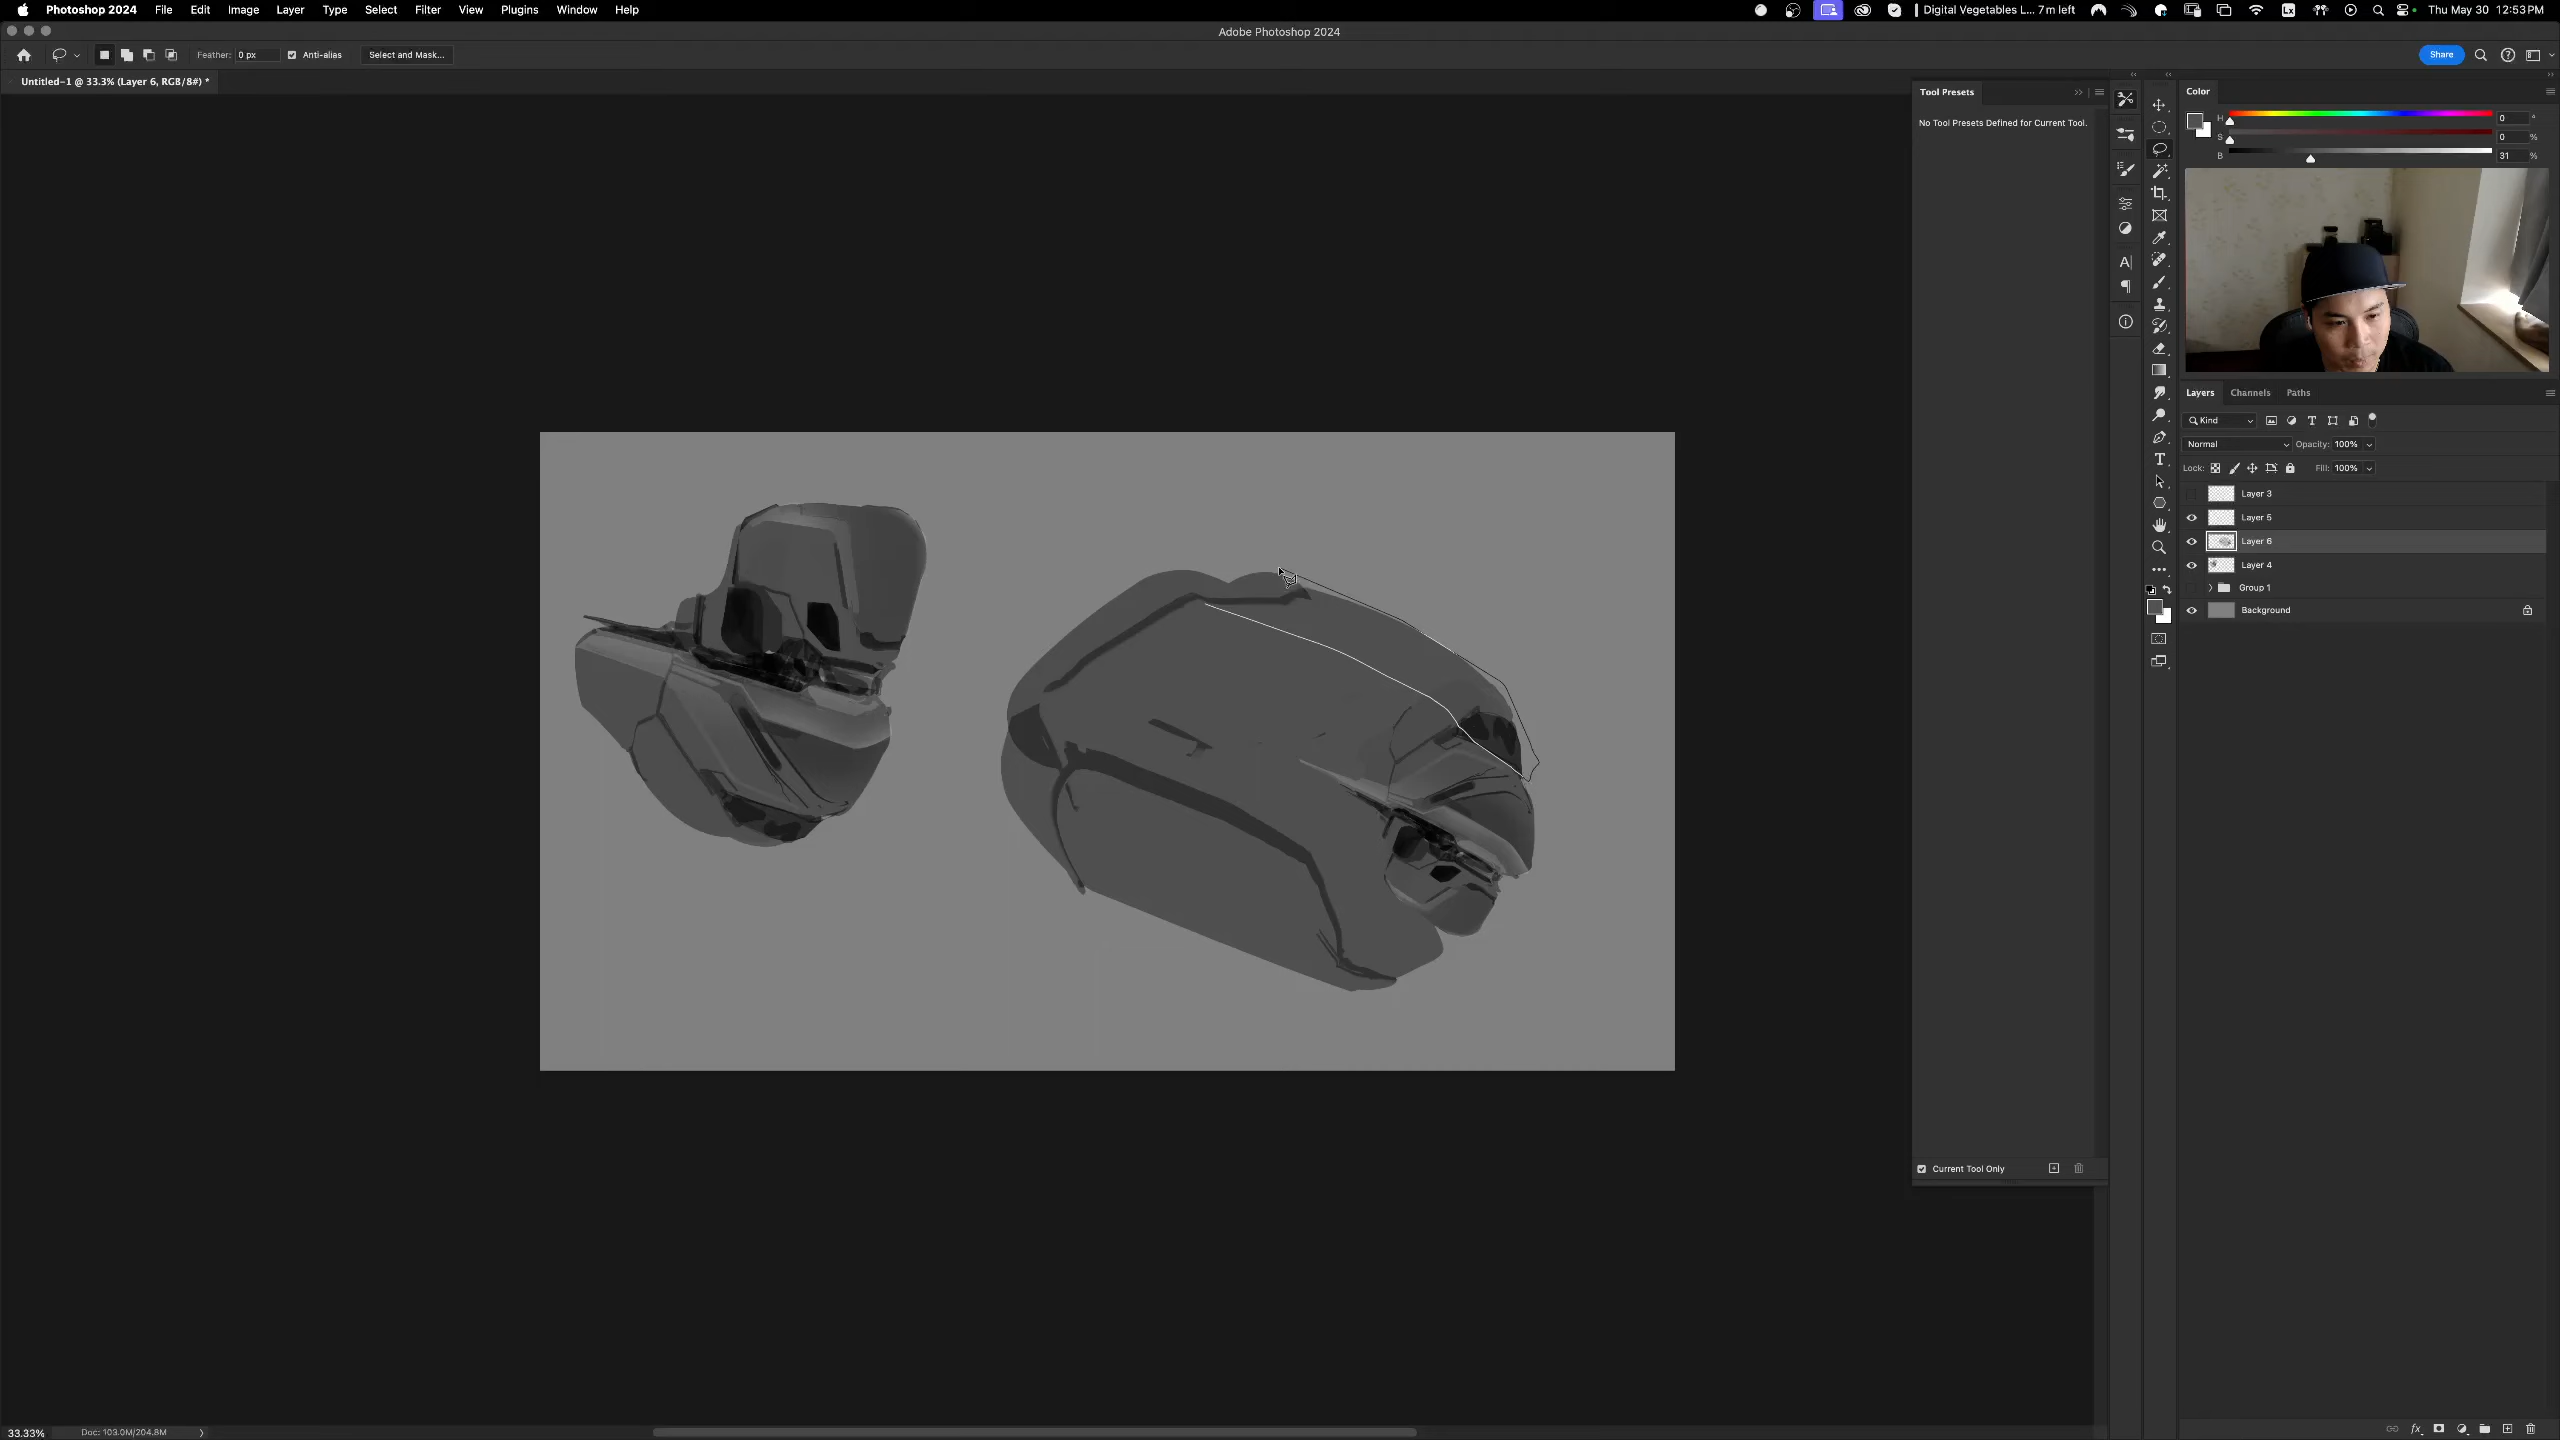 Photoshop 2024 File Edit Image Layer Type Select Filter View Plugins Window Help Digital Vegetables L... 7m left Thu May 30 12:53PM
Adobe Photoshop 2024
Feather: 0 px Anti-alias Select and Mask... Share
Untitled-1 @ 33.3% (Layer 6, RGB/8#) *
Tool Presets
No Tool Presets Defined for Current Tool.
Color
H 0 °
S 0 %
B 31 %
Layers Channels Paths
Kind
Normal Opacity: 100%
Lock: Fill: 100%
Layer 3
Layer 5
Layer 6
Layer 4
Group 1
Background
Current Tool Only
33.33% Doc: 103.0M/204.8M